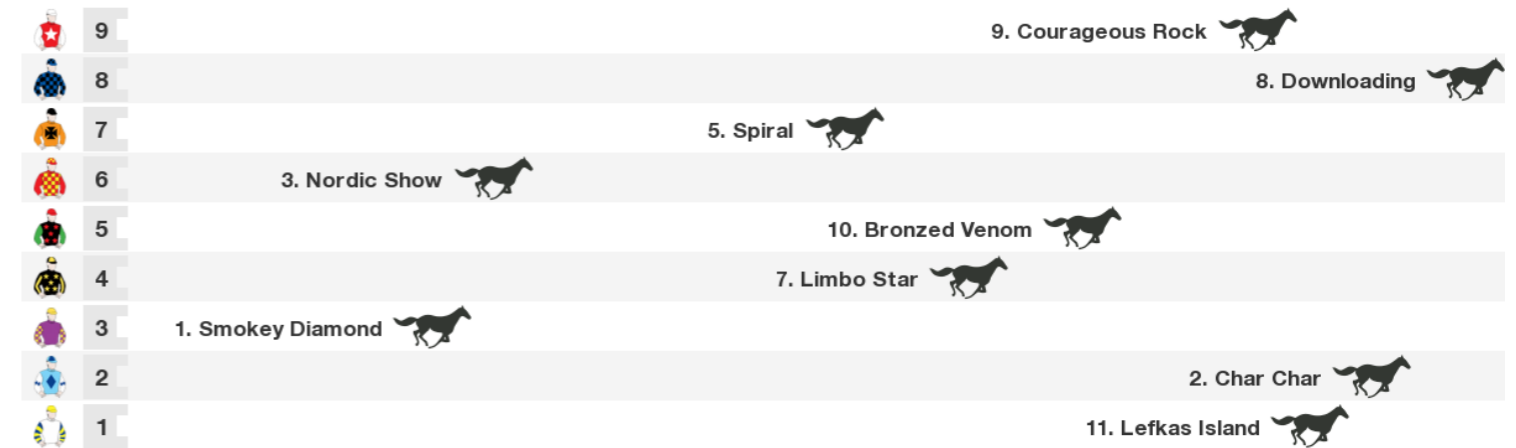 9 9. Courageous Rock
8 8. Downloading
7 5. Spiral
6 3. Nordic Show
5 10. Bronzed Venom
4 7. Limbo Star
3 1. Smokey Diamond
2 2. Char Char
1 11. Lefkas Island